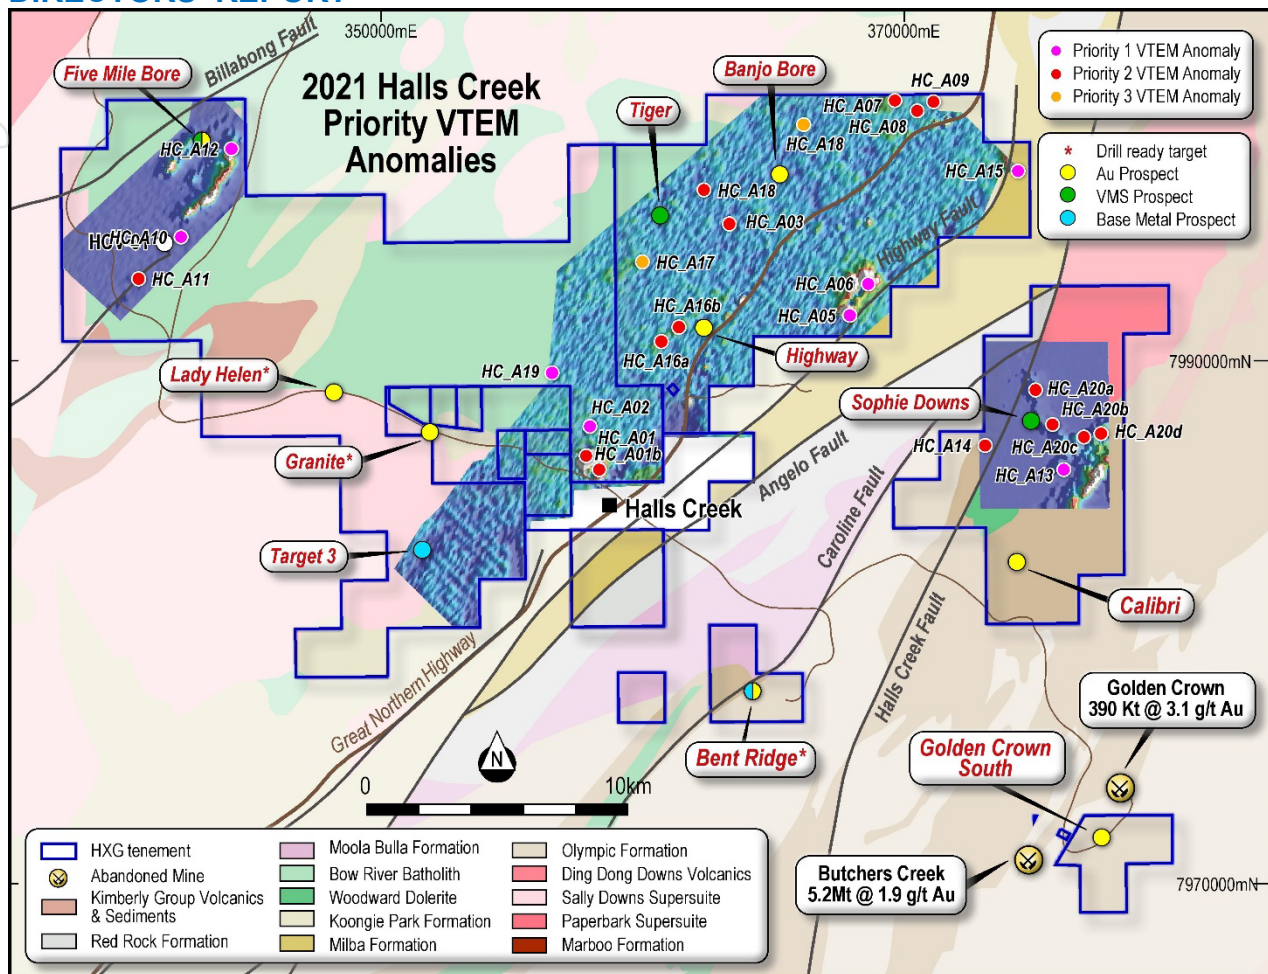 DIRECTORS' REPORT
350000mE
370000mE
2021 Halls Creek
Priority VTEM
Anomalies
Billabong Fault
Five Mile Bore
Tiger
Banjo Bore
Priority 1 VTEM Anomaly
Priority 2 VTEM Anomaly
Priority 3 VTEM Anomaly
* Drill ready target
Au Prospect
VMS Prospect
Base Metal Prospect
HC_A07
HC_A09
HC_A08
HC_A18
HC_A12
HC_A15
HC_A18
HC_A03
HC_A10
HC_A11
HC_A17
Highway Fault
HC_A06
HC_A05
HC_A16b
HC_A16a
Highway
7990000mN
Lady Helen*
HC_A19
HC_A02
HC_A01
HC_A01b
Granite*
Sophie Downs
HC_A20a
HC_A20b
HC_A20c
HC_A20d
HC_A14
HC_A13
Angelo Fault
Caroline Fault
Halls Creek
Target 3
Calibri
Halls Creek Fault
Great Northern Highway
N
0
10km
Bent Ridge*
Golden Crown
390 Kt @ 3.1 g/t Au
Golden Crown
South
Butchers Creek
5.2Mt @ 1.9 g/t Au
7970000mN
HXG tenement
Abandoned Mine
Kimberly Group Volcanics
& Sediments
Red Rock Formation
Moola Bulla Formation
Bow River Batholith
Woodward Dolerite
Koongie Park Formation
Milba Formation
Olympic Formation
Ding Dong Downs Volcanics
Sally Downs Supersuite
Paperbark Supersuite
Marboo Formation